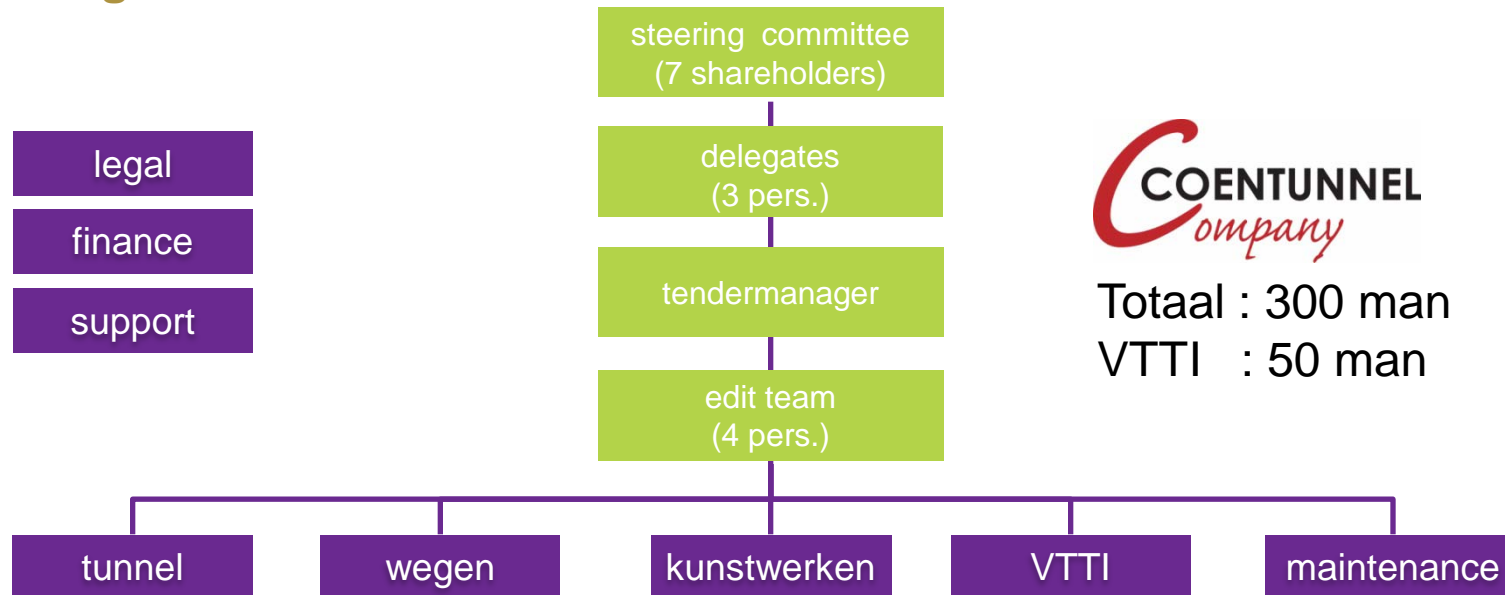 steering committee
(7 shareholders)
legal
finance
support
delegates
(3 pers.)
tendermanager
edit team
(4 pers.)
COENTUNNEL
Company
Totaal : 300 man
VTTI : 50 man
tunnel
wegen
kunstwerken
VTTI
maintenance